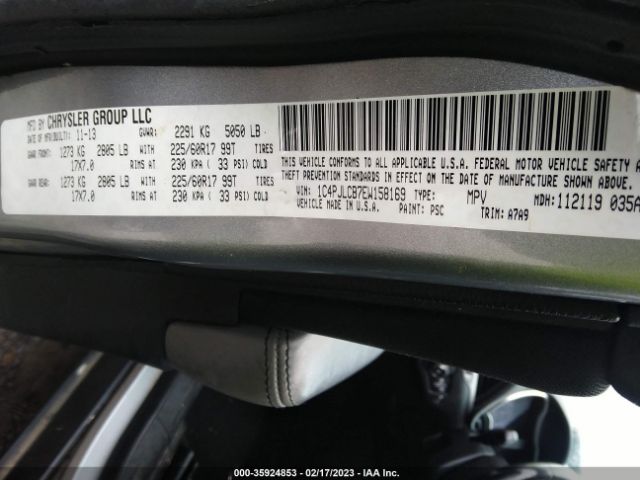 MFD BY CHRYSLER GROUP LLC
DATE OF MFR(BUILT): 11-13 GVWR: 2291 KG 5050 LB
GAWR FRONT: 1273 KG 2805 LB WITH 225/60R17 99T TIRES
17X7.0 RIMS AT 230 KPA ( 33 PSI) COLD
GAWR REAR: 1273 KG 2805 LB WITH 225/60R17 99T TIRES
17X7.0 RIMS AT 230 KPA ( 33 PSI) COLD
THIS VEHICLE CONFORMS TO ALL APPLICABLE U.S.A. FEDERAL MOTOR VEHICLE SAFETY A
THEFT PREVENTION STANDARDS IN EFFECT ON THE DATE OF MANUFACTURE SHOWN ABOVE.
VIN: 1C4PJLCB7EW158169 TYPE: MPV MDH: 112119 035A
VEHICLE MADE IN U.S.A. PAINT: PSC TRIM: A7A9
000-35924853 - 02/17/2023 - IAA Inc.